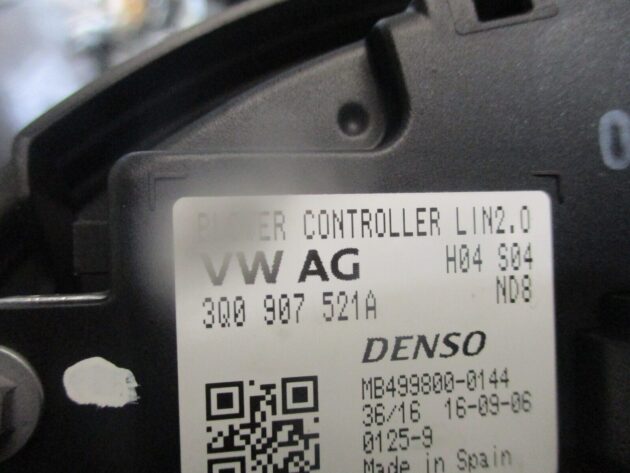 CONTROLLER LIN2.0
VW AG H04 S04
ND8
3Q0 907 521A
DENSO
MB499800-0144
36/16 16-09-06
0125-9
Made in Spain
0